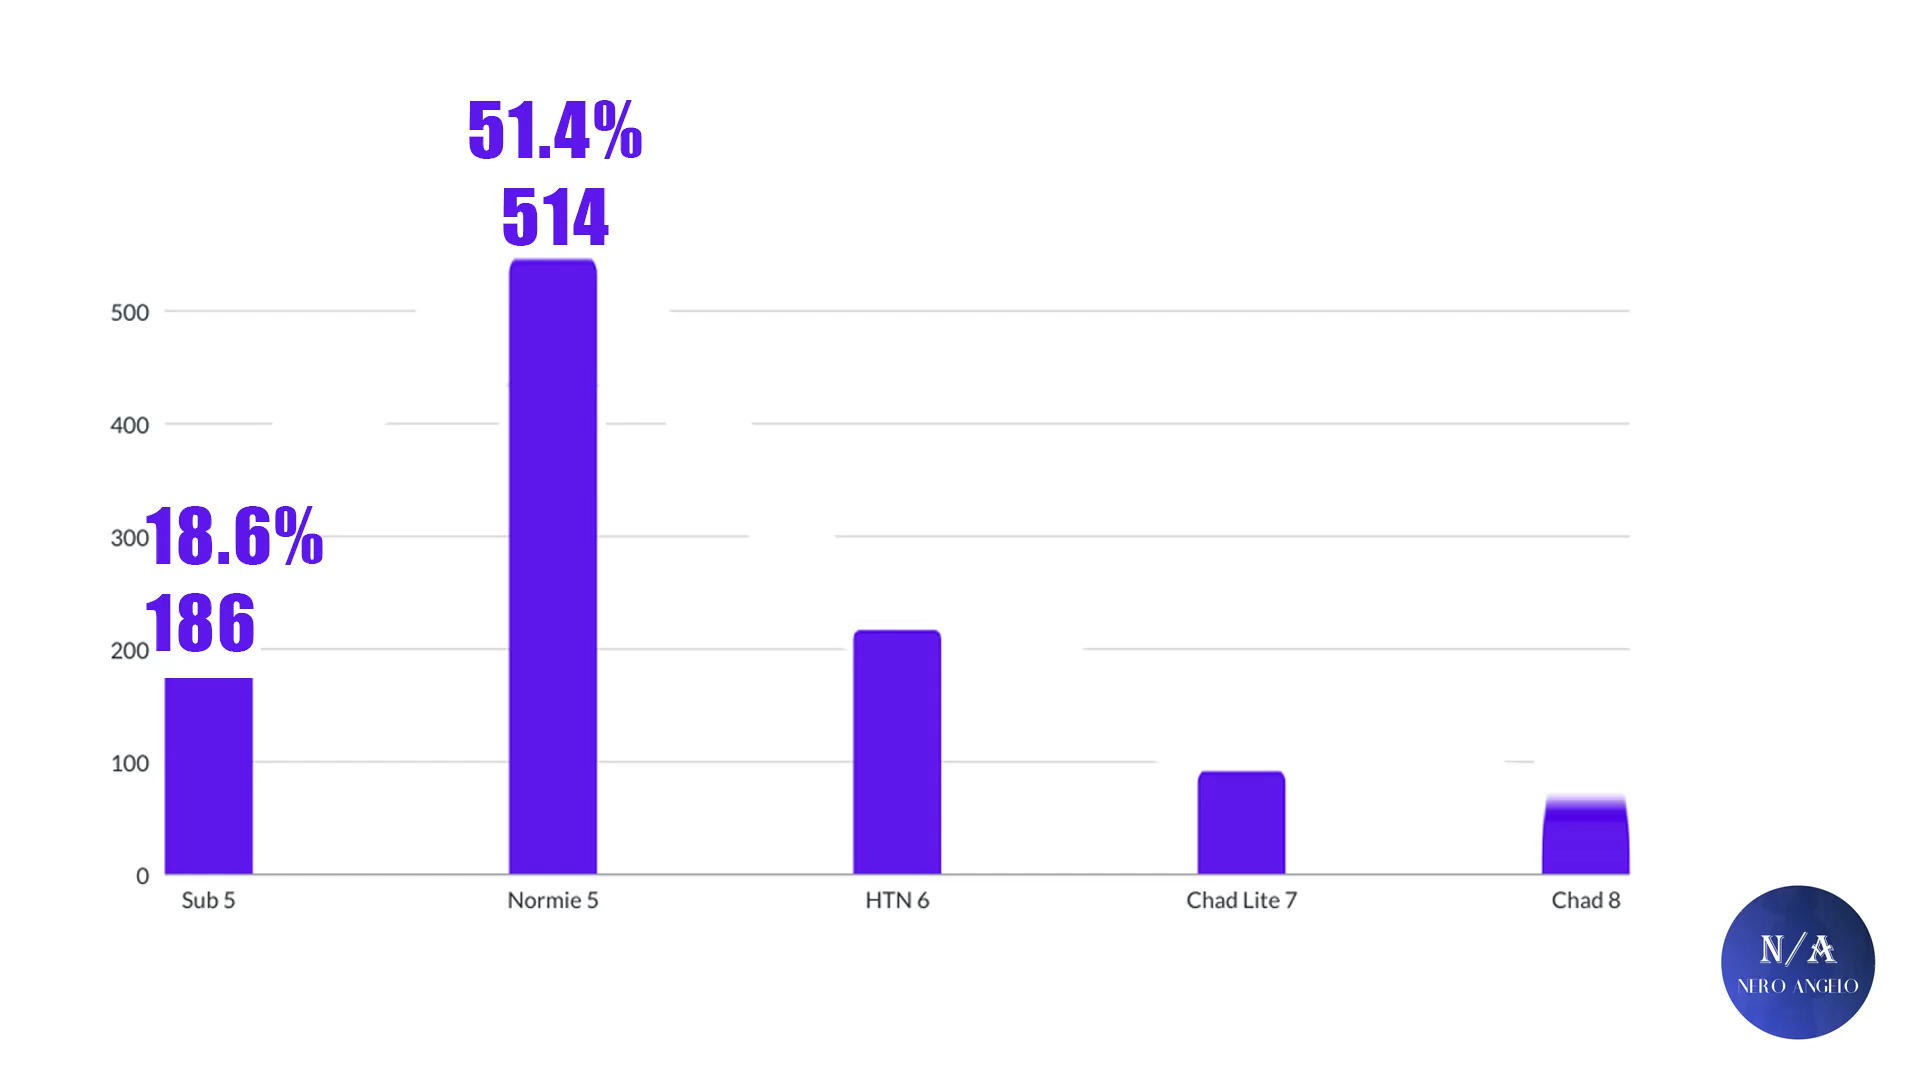 51.4%
514
500
400
18.6%
300
186
200
100
0
Sub 5
Normie 5
HTN 6
Chad Lite 7
Chad 8
N/A
NERO ANGELO